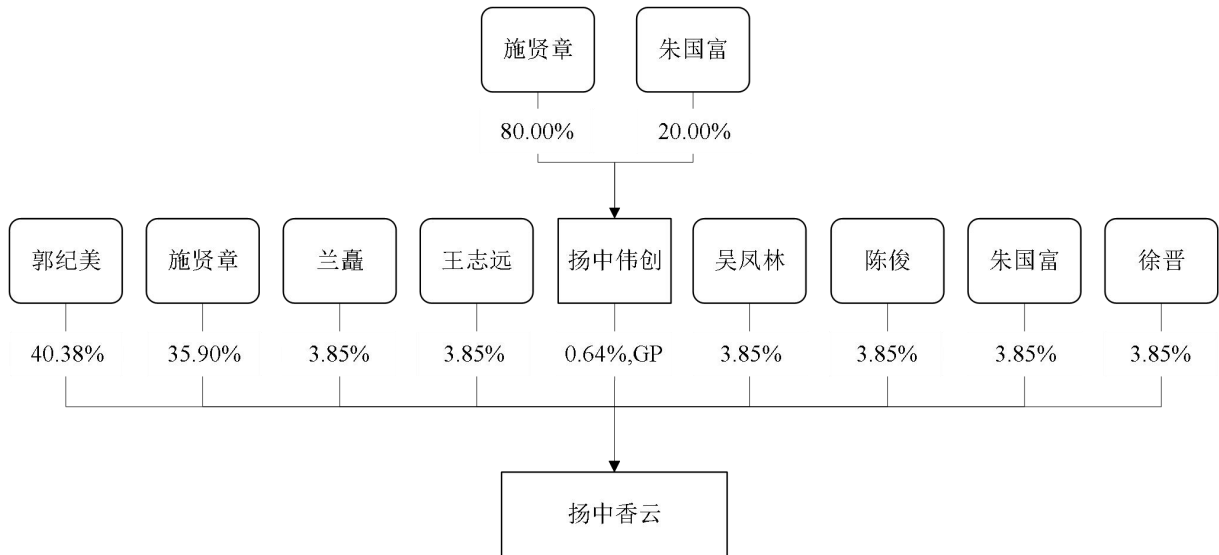 施贤章 朱国富
80.00% 20.00%
郭纪美 施贤章 兰矗 王志远 扬中伟创 吴凤林 陈俊 朱国富 徐晋
40.38% 35.90% 3.85% 3.85% 0.64%,GP 3.85% 3.85% 3.85% 3.85%
扬中香云